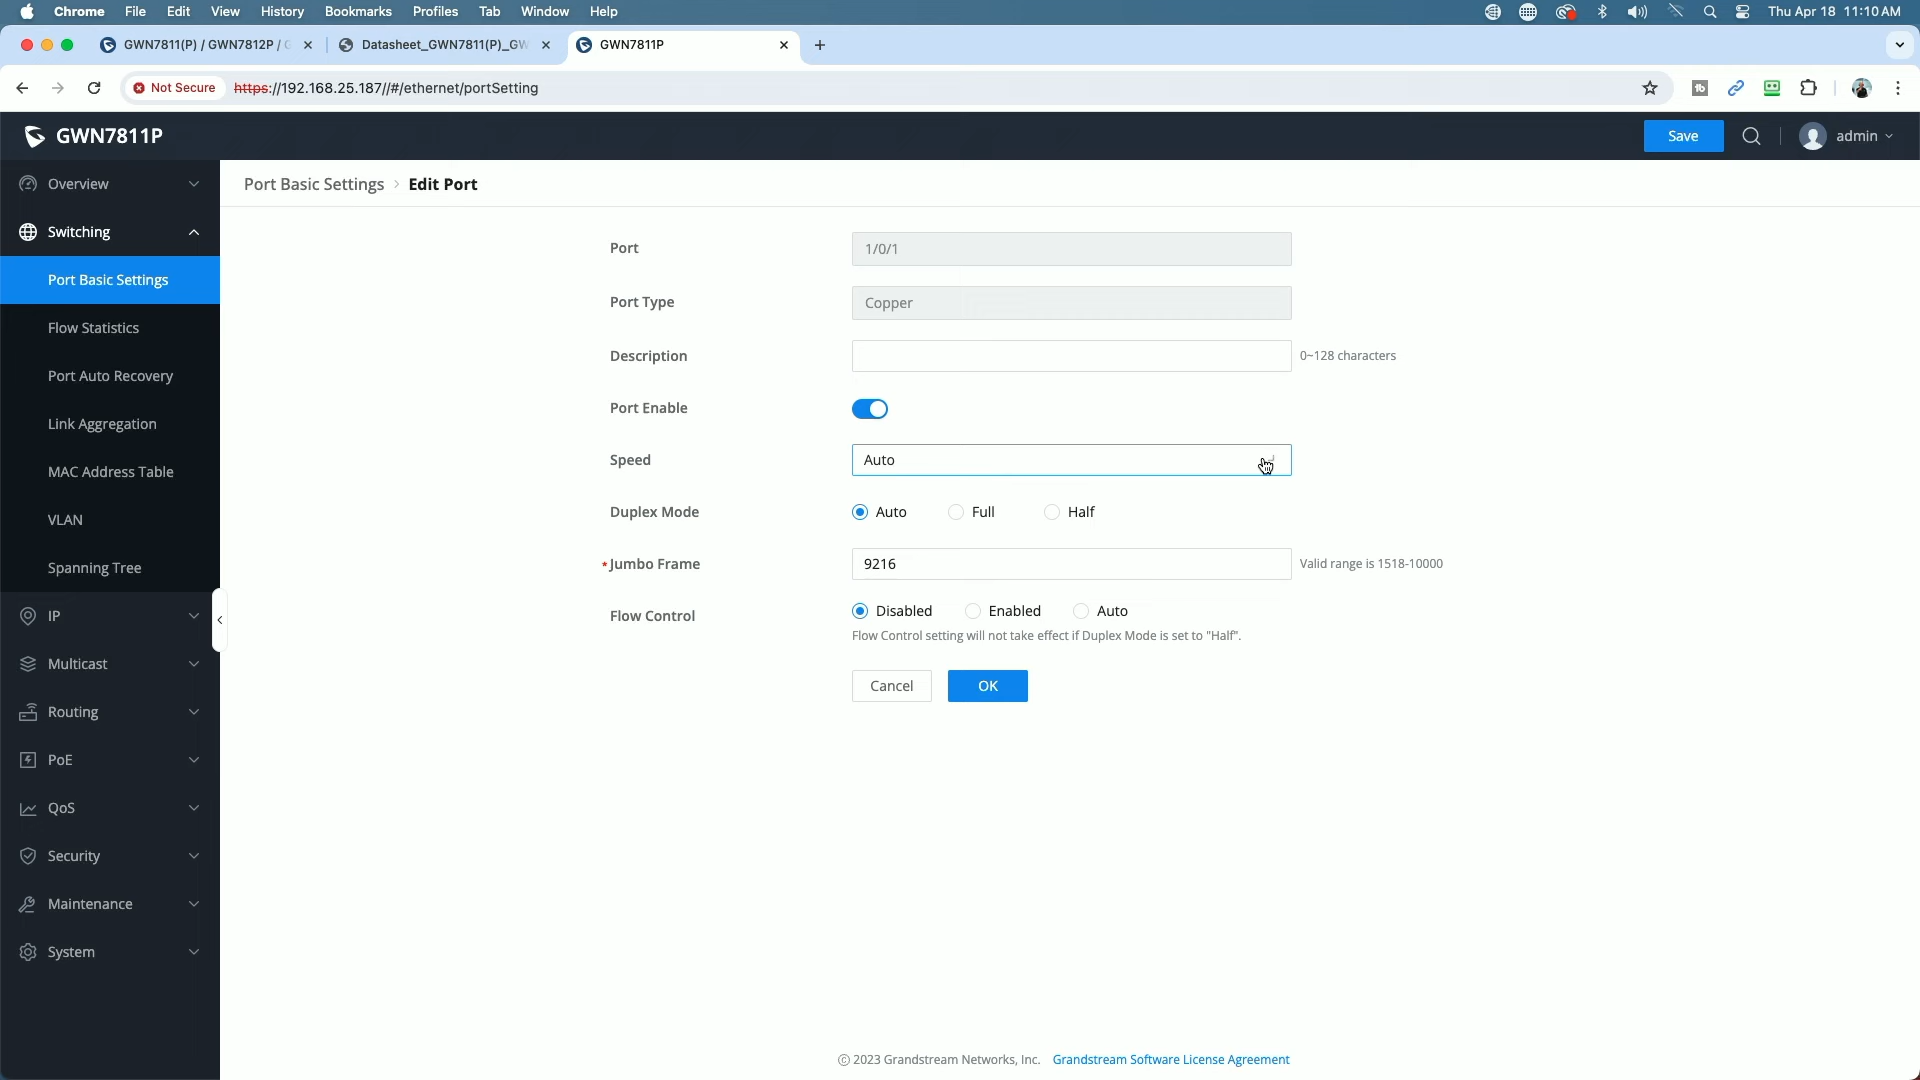 Chrome File Edit View History Bookmarks Profiles Tab Window Help Thu Apr 18 11:10 AM
GWN7811(P) / GWN7812P / G Datasheet_GWN7811(P)_GW GWN7811P
Not Secure https://192.168.25.187//#/ethernet/portSetting
GWN7811P Save admin
Overview
Switching
Port Basic Settings
Flow Statistics
Port Auto Recovery
Link Aggregation
MAC Address Table
VLAN
Spanning Tree
IP
Multicast
Routing
PoE
QoS
Security
Maintenance
System
Port Basic Settings > Edit Port
Port 1/0/1
Port Type Copper
Description 0~128 characters
Port Enable
Speed Auto
Duplex Mode Auto Full Half
*Jumbo Frame 9216 Valid range is 1518-10000
Flow Control Disabled Enabled Auto
Flow Control setting will not take effect if Duplex Mode is set to "Half".
Cancel OK
© 2023 Grandstream Networks, Inc. Grandstream Software License Agreement